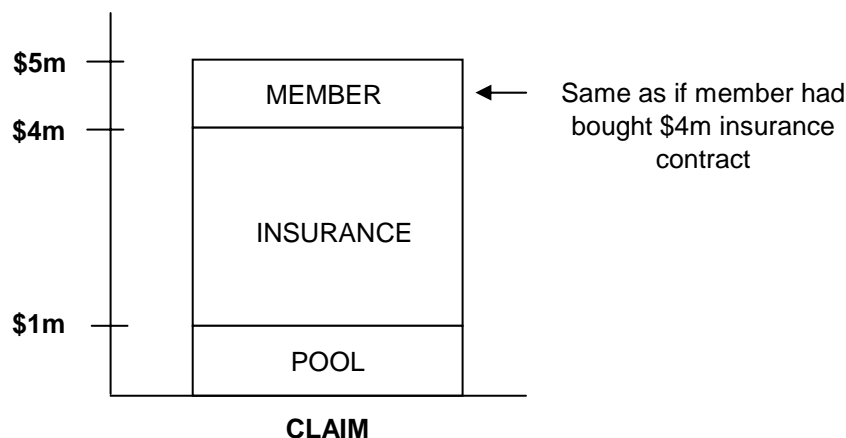 $5m
MEMBER
Same as if member had
bought $4m insurance
contract
$4m
INSURANCE
$1m
POOL
CLAIM